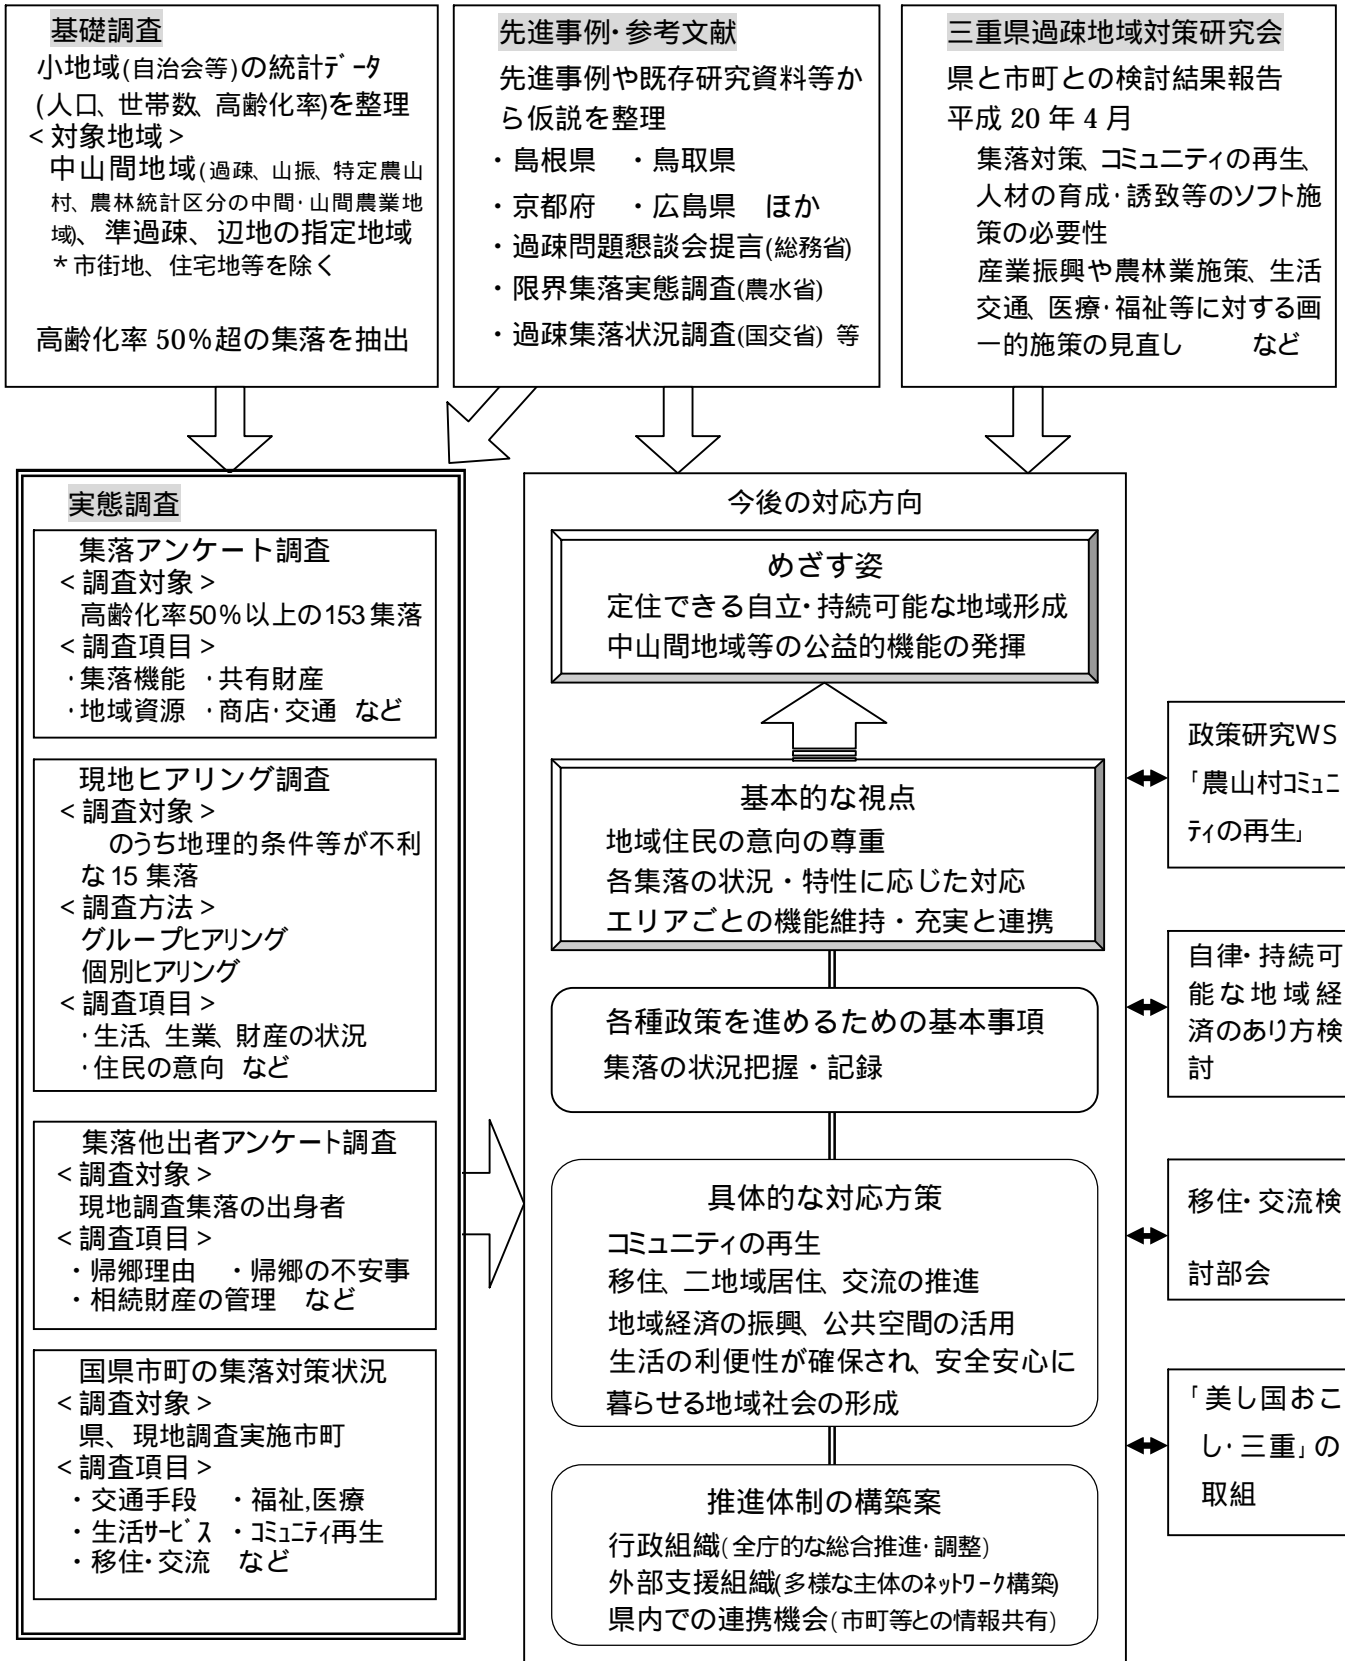 基礎調査
小地域(自治会等)の統計ﾃﾞｰﾀ
(人口、世帯数、高齢化率)を整理
<対象地域>
中山間地域(過疎、山振、特定農山
村、農林統計区分の中間・山間農業地
域)、準過疎、辺地の指定地域
*市街地、住宅地等を除く
高齢化率 50%超の集落を抽出
先進事例・参考文献
先進事例や既存研究資料等か
ら仮説を整理
・島根県 ・鳥取県
・京都府 ・広島県 ほか
・過疎問題懇談会提言(総務省)
・限界集落実態調査(農水省)
・過疎集落状況調査(国交省) 等
三重県過疎地域対策研究会
県と市町との検討結果報告
平成 20 年 4 月
集落対策、コミュニティの再生、
人材の育成・誘致等のソフト施
策の必要性
産業振興や農林業施策、生活
交通、医療・福祉等に対する画
一的施策の見直し など
実態調査
集落アンケート調査
<調査対象>
高齢化率50%以上の153集落
<調査項目>
・集落機能 ・共有財産
・地域資源 ・商店・交通 など
現地ヒアリング調査
<調査対象>
のうち地理的条件等が不利
な15 集落
<調査方法>
グループヒアリング
個別ヒアリング
<調査項目>
・生活、生業、財産の状況
・住民の意向 など
集落他出者アンケート調査
<調査対象>
現地調査集落の出身者
<調査項目>
・帰郷理由 ・帰郷の不安事
・相続財産の管理 など
国県市町の集落対策状況
<調査対象>
県、現地調査実施市町
<調査項目>
・交通手段 ・福祉,医療
・生活ｻｰﾋﾞｽ ・ｺﾐｭﾆﾃｨ再生
・移住・交流 など
今後の対応方向
めざす姿
定住できる自立・持続可能な地域形成
中山間地域等の公益的機能の発揮
基本的な視点
地域住民の意向の尊重
各集落の状況・特性に応じた対応
エリアごとの機能維持・充実と連携
各種政策を進めるための基本事項
集落の状況把握・記録
具体的な対応方策
コミュニティの再生
移住、二地域居住、交流の推進
地域経済の振興、公共空間の活用
生活の利便性が確保され、安全安心に
暮らせる地域社会の形成
推進体制の構築案
行政組織(全庁的な総合推進・調整)
外部支援組織(多様な主体のﾈｯﾄﾜｰｸ構築)
県内での連携機会(市町等との情報共有)
政策研究WS
「農山村ｺﾐｭﾆ
ﾃｨの再生」
自律・持続可
能な地域経
済のあり方検
討
移住・交流検
討部会
「美し国おこ
し・三重」の
取組